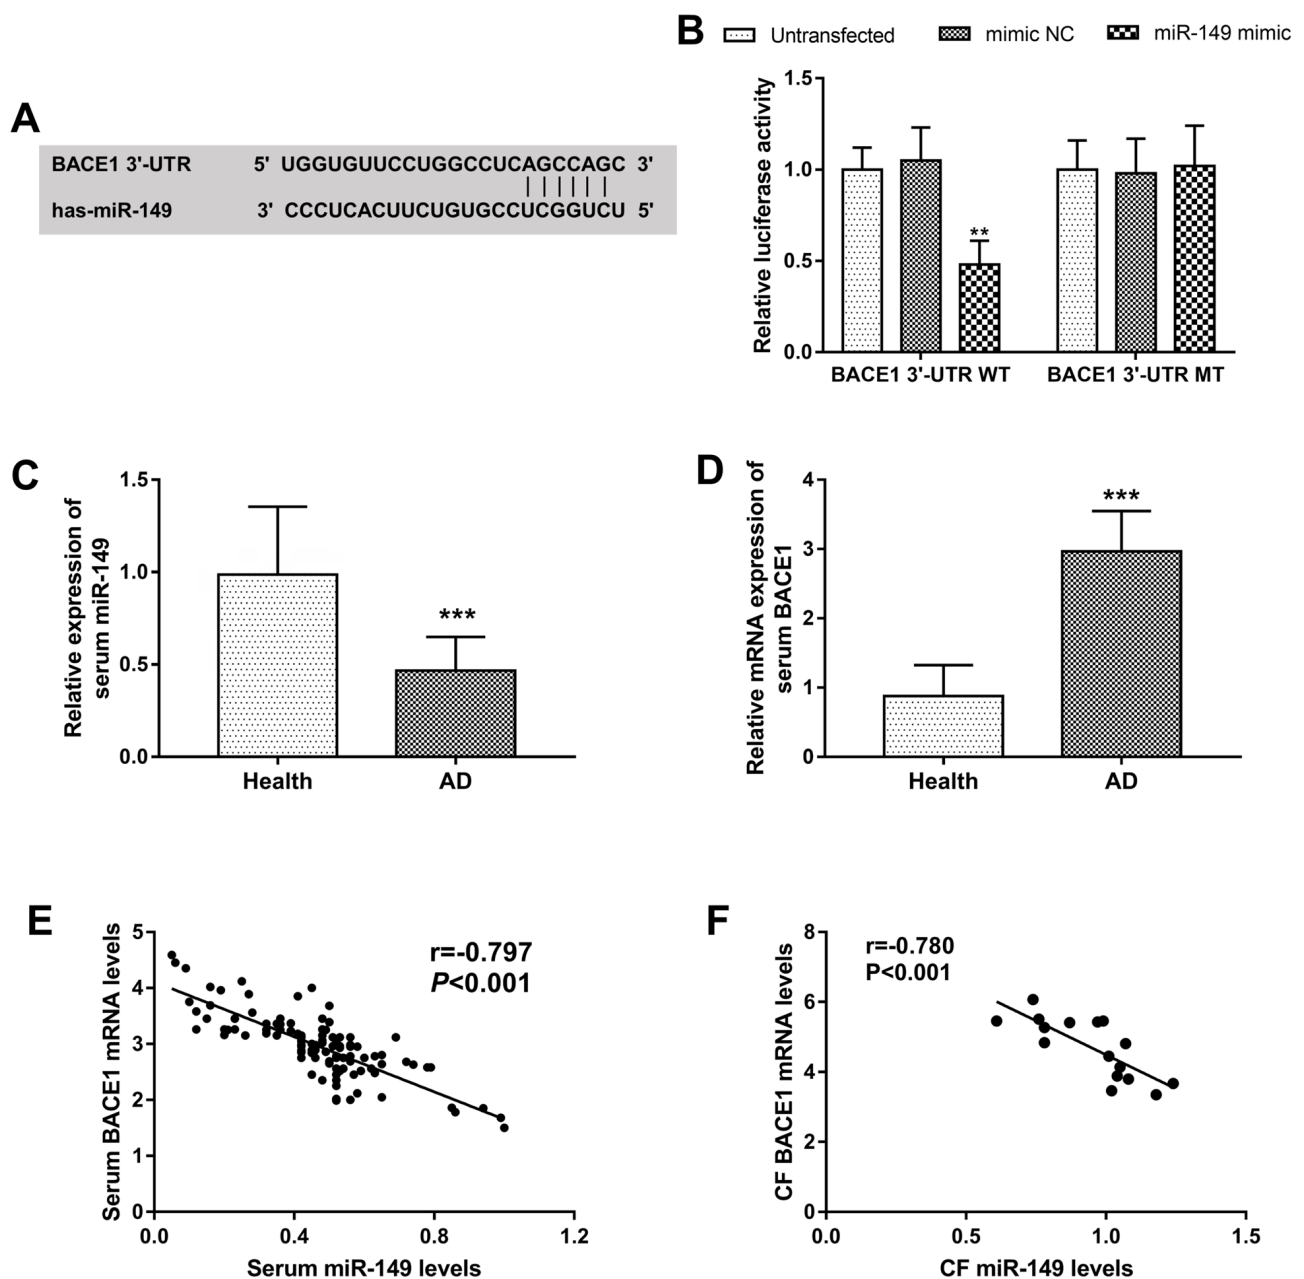 A
BACE1 3'-UTR 5' UGGUGUUCCUGGCCUCAGCCAGC 3'
has-miR-149 3' CCCUCACUUCUGUGCCUCGGUCU 5'
B
Untransfected mimic NC miR-149 mimic
Relative luciferase activity
1.5
1.0
0.5
0.0
**
BACE1 3'-UTR WT BACE1 3'-UTR MT
C
Relative expression of
serum miR-149
1.5
1.0
0.5
0.0
***
Health AD
D
Relative mRNA expression of
serum BACE1
4
3
2
1
0
***
Health AD
E
Serum BACE1 mRNA levels
5
4
3
2
1
0
r=-0.797
P<0.001
0.0 0.4 0.8 1.2
Serum miR-149 levels
F
CF BACE1 mRNA levels
8
6
4
2
0
r=-0.780
P<0.001
0.0 0.5 1.0 1.5
CF miR-149 levels